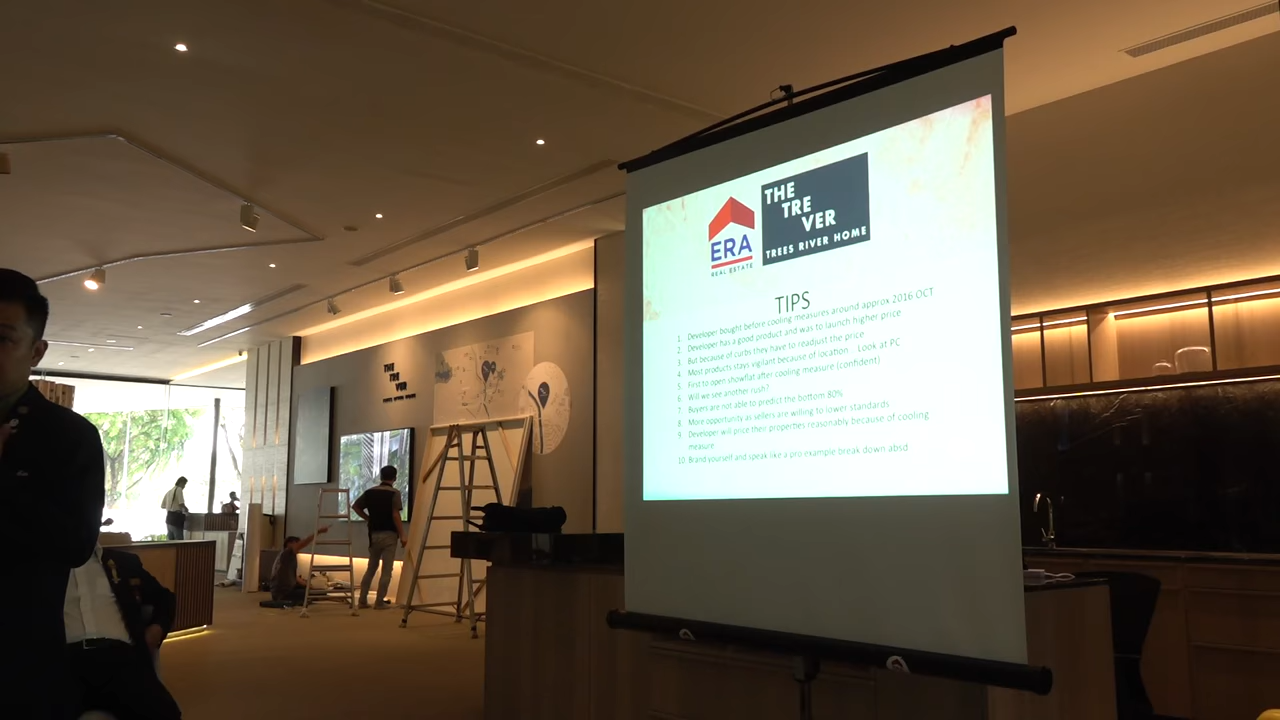 THE
TRE
VER
TREES RIVER HOME
ERA
REAL ESTATE
TIPS
1. Developer bought before cooling measures around approx 2016 OCT
2. Developer has a good product and was to launch higher price
3. But because of curbs they have to readjust the price
4. Most products stays vigilant because of location... Look at PC
5. First to open showflat after cooling measure (confident)
6. Will we see another rush?
7. Buyers are not able to predict the bottom 80%
8. More opportunity as sellers are willing to lower standards
9. Developer will price their properties reasonably because of cooling
measure
10. Brand yourself and speak like a pro example break down absd
THE
TRE
VER